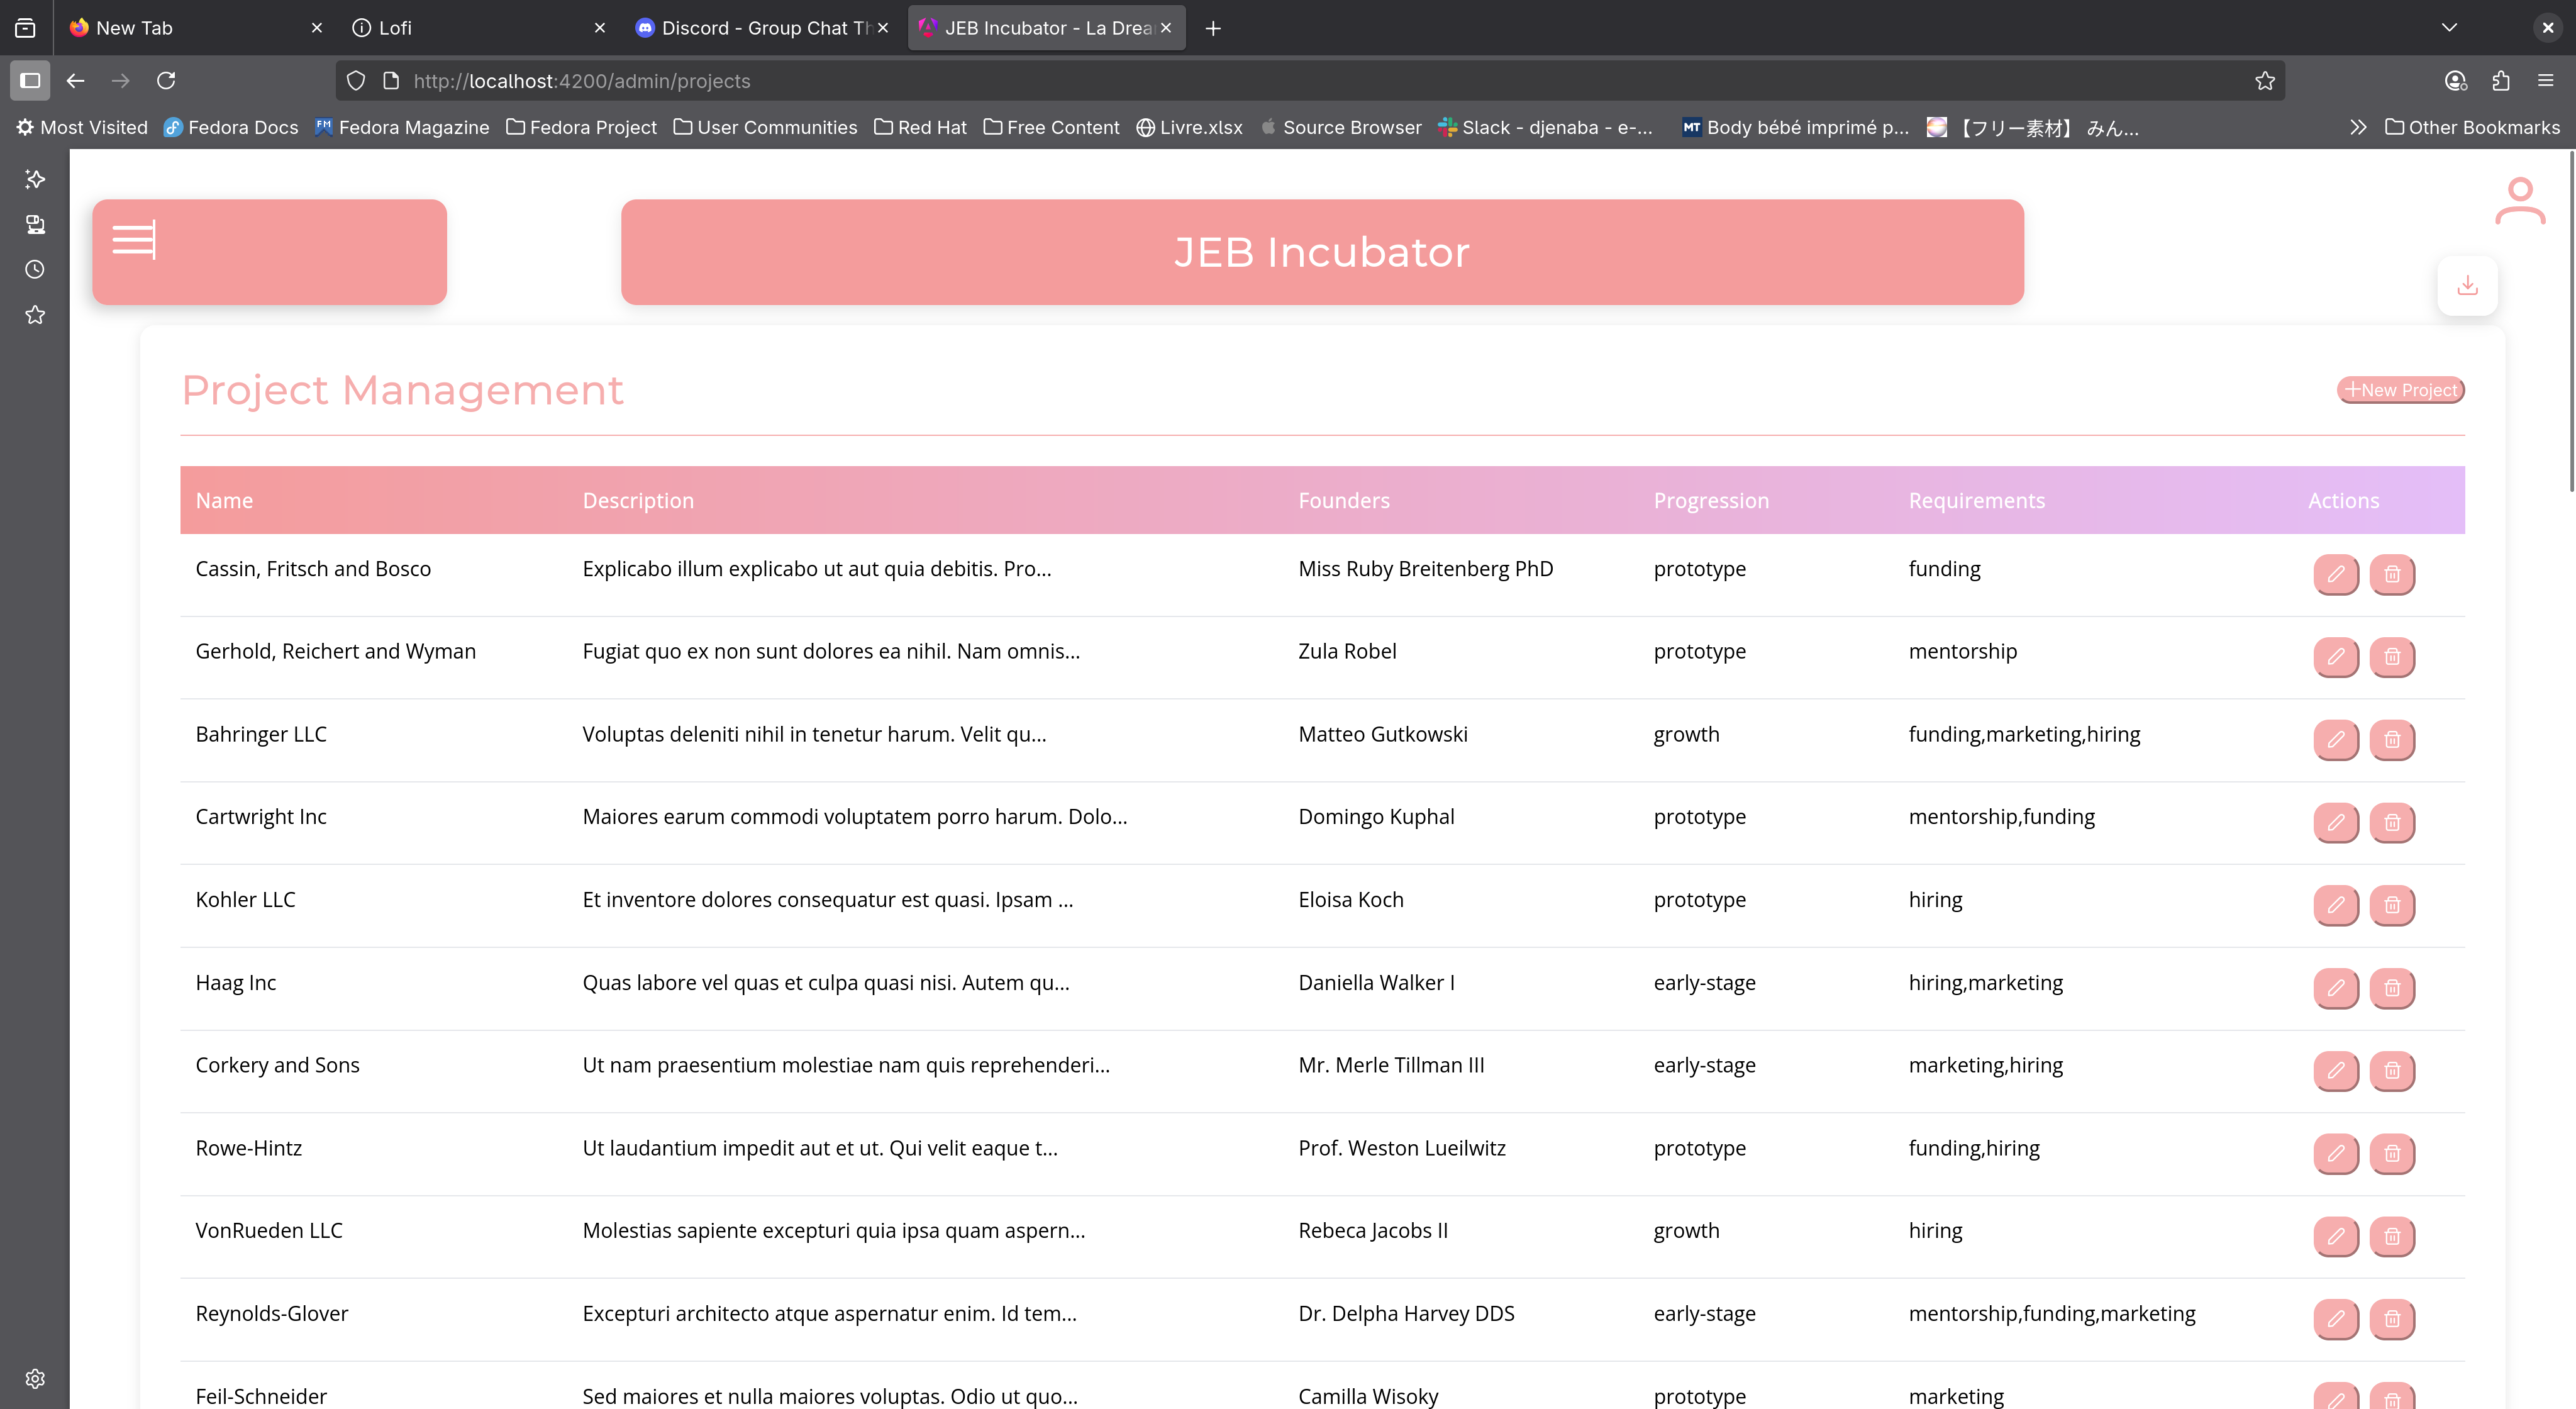 New Tab
Lofi
Discord - Group Chat Th
JEB Incubator - La Drea
http://localhost:4200/admin/projects
Most Visited Fedora Docs Fedora Magazine Fedora Project User Communities Red Hat Free Content Livre.xlsx Source Browser Slack - djenaba - e-... Body bébé imprimé p... 【フリー素材】 みん... Other Bookmarks
JEB Incubator
Project Management
New Project
Name Description Founders Progression Requirements Actions
Cassin, Fritsch and Bosco Explicabo illum explicabo ut aut quia debitis. Pro... Miss Ruby Breitenberg PhD prototype funding
Gerhold, Reichert and Wyman Fugiat quo ex non sunt dolores ea nihil. Nam omnis... Zula Robel prototype mentorship
Bahringer LLC Voluptas deleniti nihil in tenetur harum. Velit qu... Matteo Gutkowski growth funding,marketing,hiring
Cartwright Inc Maiores earum commodi voluptatem porro harum. Dolo... Domingo Kuphal prototype mentorship,funding
Kohler LLC Et inventore dolores consequatur est quasi. Ipsam ... Eloisa Koch prototype hiring
Haag Inc Quas labore vel quas et culpa quasi nisi. Autem qu... Daniella Walker I early-stage hiring,marketing
Corkery and Sons Ut nam praesentium molestiae nam quis reprehenderi... Mr. Merle Tillman III early-stage marketing,hiring
Rowe-Hintz Ut laudantium impedit aut et ut. Qui velit eaque t... Prof. Weston Lueilwitz prototype funding,hiring
VonRueden LLC Molestias sapiente excepturi quia ipsa quam aspern... Rebeca Jacobs II growth hiring
Reynolds-Glover Excepturi architecto atque aspernatur enim. Id tem... Dr. Delpha Harvey DDS early-stage mentorship,funding,marketing
Feil-Schneider Sed maiores et nulla maiores voluptas. Odio ut quo... Camilla Wisoky prototype marketing